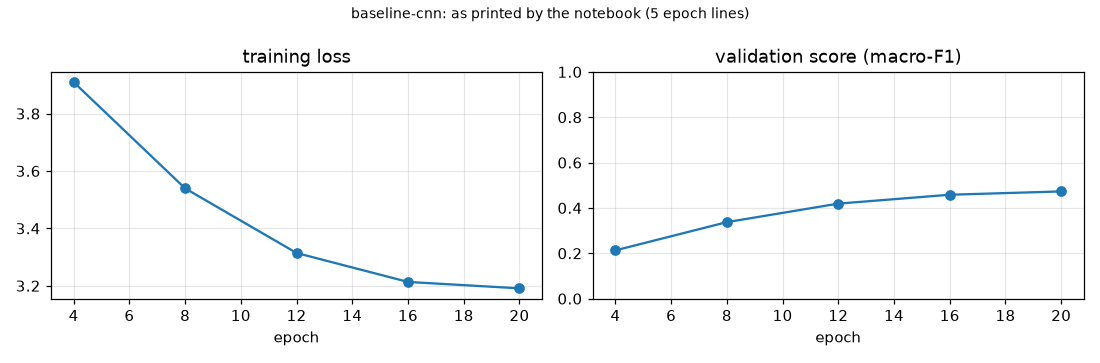 baseline-cnn: as printed by the notebook (5 epoch lines)
training loss
3.8
3.6
3.4
3.2
4 6 8 10 12 14 16 18 20
epoch
validation score (macro-F1)
1.0
0.8
0.6
0.4
0.2
0.0
4 6 8 10 12 14 16 18 20
epoch